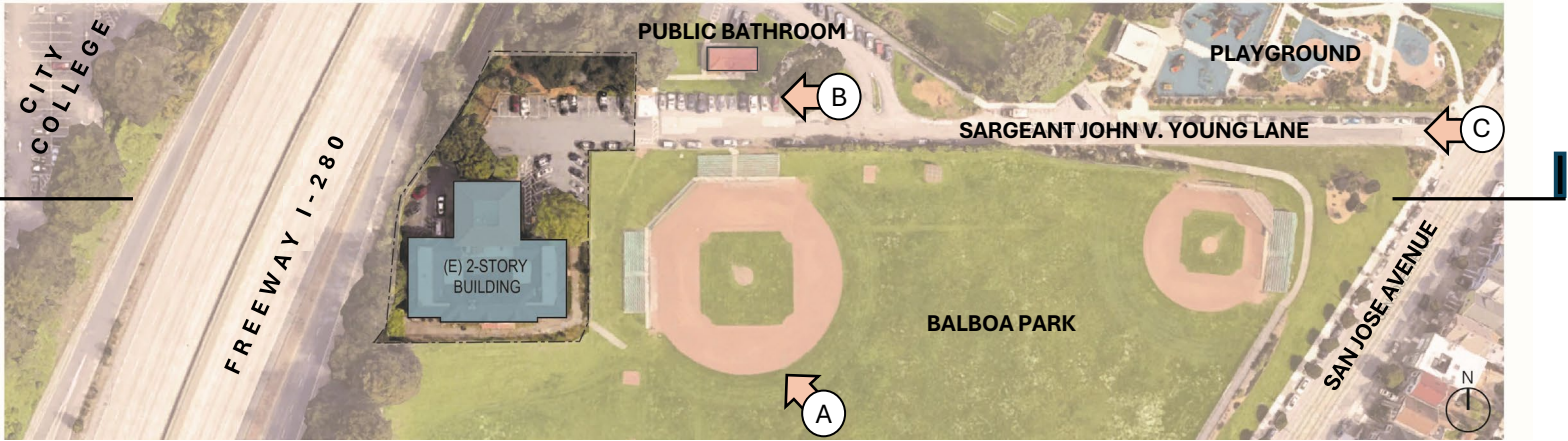 CITY
COLLEGE
FREEWAY I-280
PUBLIC BATHROOM
B
PLAYGROUND
SARGEANT JOHN V. YOUNG LANE
C
(E) 2-STORY
BUILDING
BALBOA PARK
SAN JOSE AVENUE
A
N